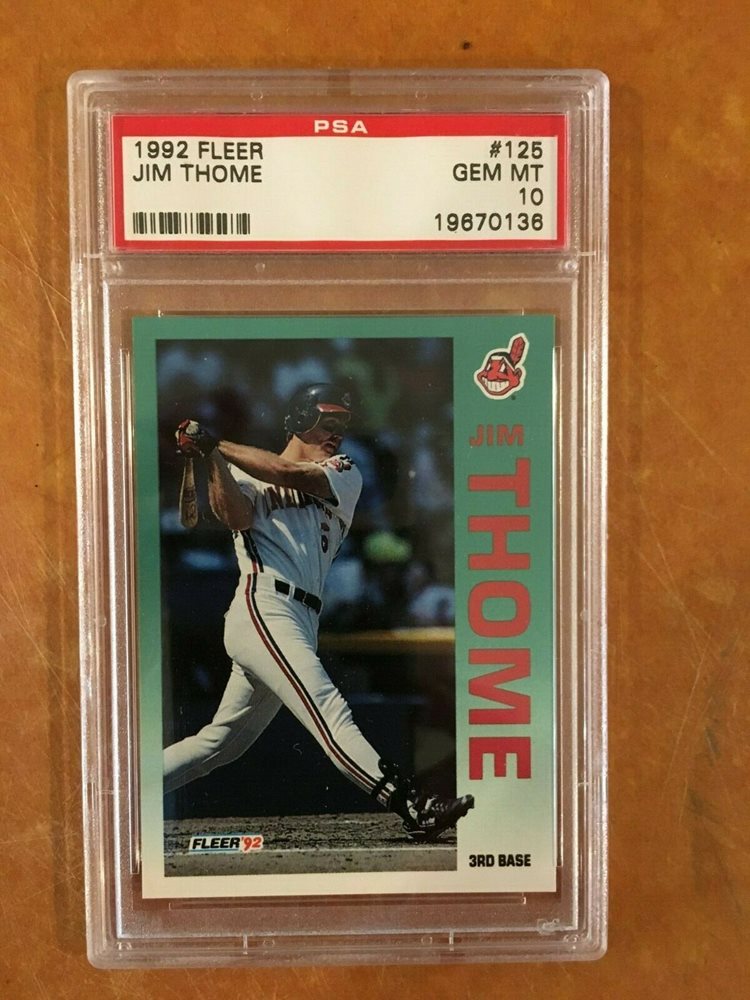 PSA
1992 FLEER #125
JIM THOME GEM MT
10
19670136
JIM
THOME
FLEER '92
3RD BASE